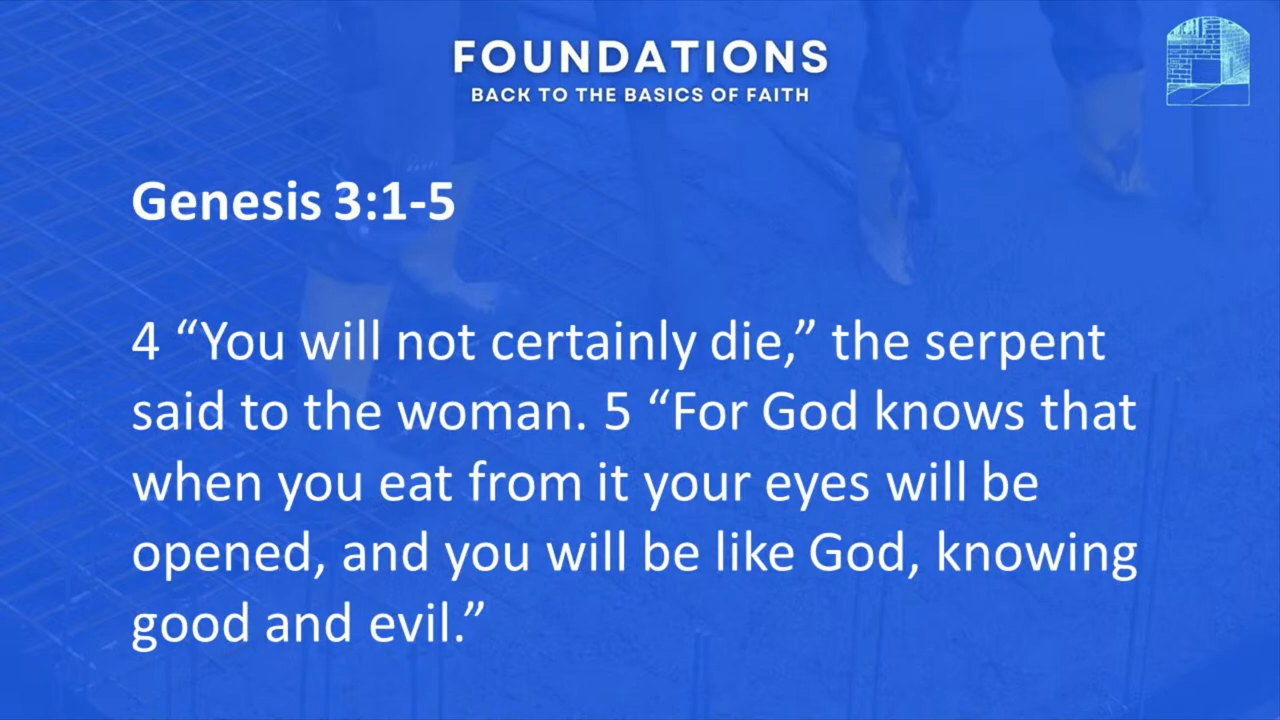 FOUNDATIONS
BACK TO THE BASICS OF FAITH
Genesis 3:1-5
4 “You will not certainly die,” the serpent
said to the woman. 5 “For God knows that
when you eat from it your eyes will be
opened, and you will be like God, knowing
good and evil.”